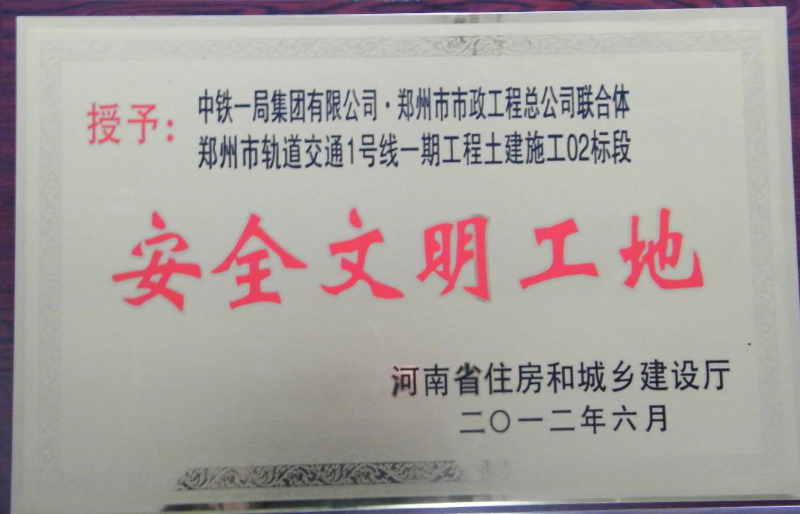 授予：
中铁一局集团有限公司·郑州市市政工程总公司联合体
郑州市轨道交通1号线一期工程土建施工02标段
安全文明工地
河南省住房和城乡建设厅
二〇一二年六月